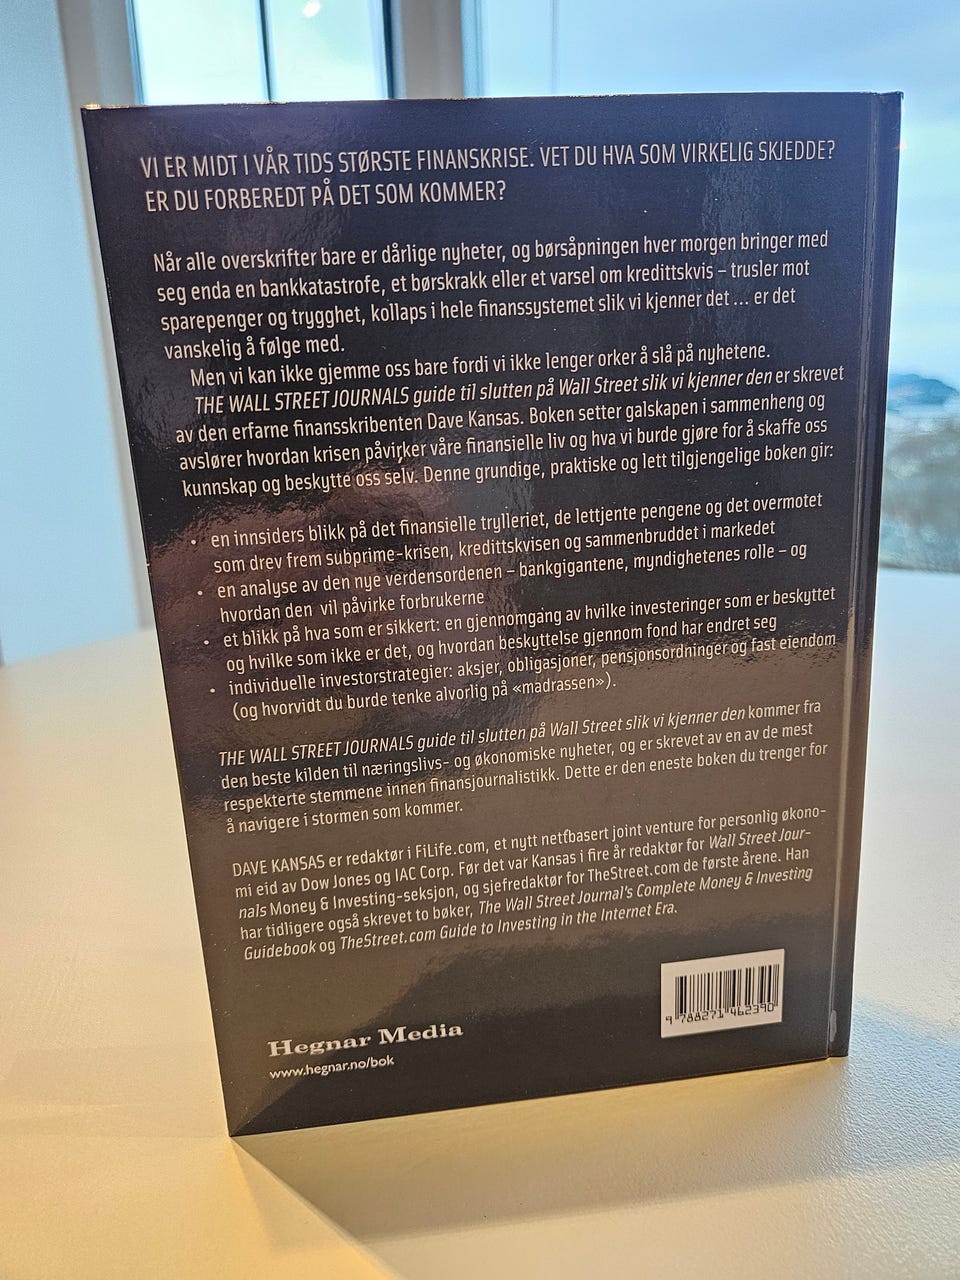 VI ER MIDT I VÅR TIDS STØRSTE FINANSKRISE. VET DU HVA SOM VIRKELIG SKJEDDE?
ER DU FORBEREDT PÅ DET SOM KOMMER?
Når alle overskrifter bare er dårlige nyheter, og børsåpningen hver morgen bringer med
seg enda en bankkatastrofe, et børskrakk eller et varsel om kredittskvis – trusler mot
sparepenger og trygghet, kollaps i hele finanssystemet slik vi kjenner det ... er det
vanskelig å følge med.
Men vi kan ikke gjemme oss bare fordi vi ikke lenger orker å slå på nyhetene.
THE WALL STREET JOURNALS guide til slutten på Wall Street slik vi kjenner den er skrevet
av den erfarne finansskribenten Dave Kansas. Boken setter galskapen i sammenheng og
avslører hvordan krisen påvirker våre finansielle liv og hva vi burde gjøre for å skaffe oss
kunnskap og beskytte oss selv. Denne grundige, praktiske og lett tilgjengelige boken gir:
• en innsiders blikk på det finansielle trylleriet, de lettjente pengene og det overmotet
som drev frem subprime-krisen, kredittskvisen og sammenbruddet i markedet
• en analyse av den nye verdensordenen – bankgigantene, myndighetenes rolle – og
hvordan den vil påvirke forbrukerne
• et blikk på hva som er sikkert: en gjennomgang av hvilke investeringer som er beskyttet
og hvilke som ikke er det, og hvordan beskyttelse gjennom fond har endret seg
• individuelle investorstrategier: aksjer, obligasjoner, pensjonsordninger og fast eiendom
(og hvorvidt du burde tenke alvorlig på «madrassen»).
THE WALL STREET JOURNALS guide til slutten på Wall Street slik vi kjenner den kommer fra
den beste kilden til næringslivs- og økonomiske nyheter, og er skrevet av en av de mest
respekterte stemmene innen finansjournalistikk. Dette er den eneste boken du trenger for
å navigere i stormen som kommer.
DAVE KANSAS er redaktør i FiLife.com, et nytt netfbasert joint venture for personlig økono-
mi eid av Dow Jones og IAC Corp. Før det var Kansas i fire år redaktør for Wall Street Jour-
nals Money & Investing-seksjon, og sjefredaktør for TheStreet.com de første årene. Han
har tidligere også skrevet to bøker, The Wall Street Journal's Complete Money & Investing
Guidebook og TheStreet.com Guide to Investing in the Internet Era.
Hegnar Media
www.hegnar.no/bok
9 788271 462390